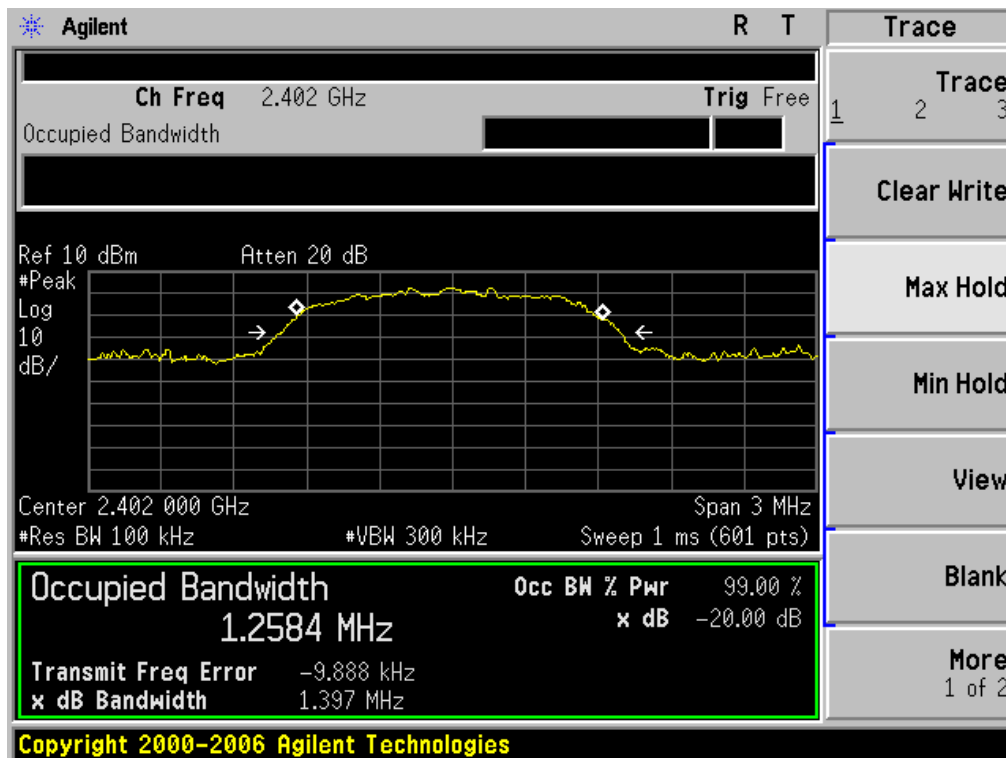 Agilent R T
Ch Freq 2.402 GHz Trig Free
Occupied Bandwidth
Ref 10 dBm Atten 20 dB
#Peak
Log
10
dB/
Center 2.402 000 GHz Span 3 MHz
#Res BW 100 kHz #VBW 300 kHz Sweep 1 ms (601 pts)
Occupied Bandwidth Occ BW % Pwr 99.00 %
1.2584 MHz x dB -20.00 dB
Transmit Freq Error -9.888 kHz
x dB Bandwidth 1.397 MHz
Copyright 2000-2006 Agilent Technologies
Trace
Trace
1 2 3
Clear Write
Max Hold
Min Hold
View
Blank
More
1 of 2